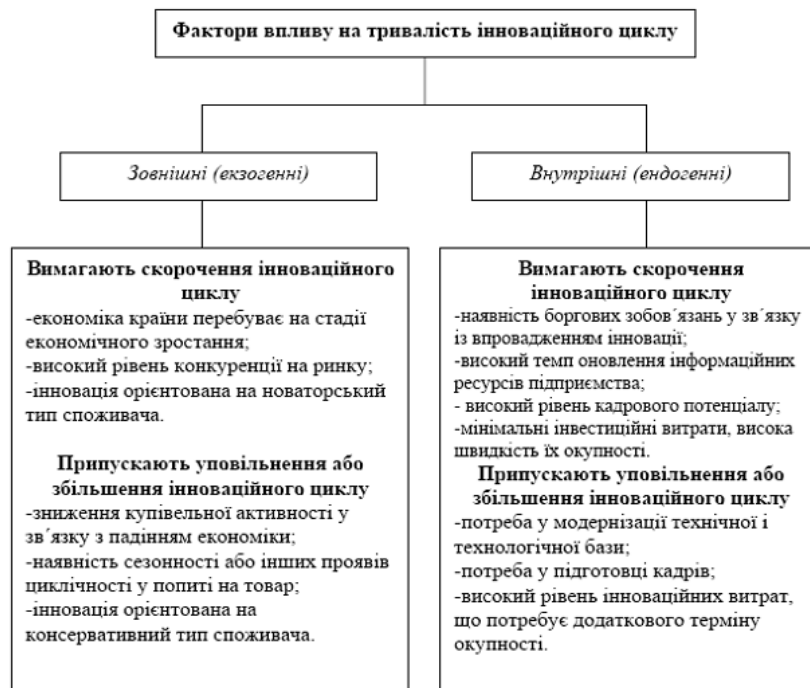 Фактори впливу на тривалість інноваційного циклу
Зовнішні (екзогенні)
Внутрішні (ендогенні)
Вимагають скорочення інноваційного
циклу
-економіка країни перебуває на стадії
економічного зростання;
-високий рівень конкуренції на ринку;
-інновація орієнтована на новаторський
тип споживача.
Припускають уповільнення або
збільшення інноваційного циклу
-зниження купівельної активності у
зв´язку з падінням економіки;
-наявність сезонності або інших проявів
циклічності у попиті на товар;
-інновація орієнтована на
консервативний тип споживача.
Вимагають скорочення
інноваційного циклу
-наявність боргових зобов´язань у зв´язку
із впровадженням інновації;
-високий темп оновлення інформаційних
ресурсів підприємства;
- високий рівень кадрового потенціалу;
-мінімальні інвестиційні витрати, висока
швидкість їх окупності.
Припускають уповільнення або
збільшення інноваційного циклу
-потреба у модернізації технічної і
технологічної бази;
-потреба у підготовці кадрів;
-високий рівень інноваційних витрат,
що потребує додаткового терміну
окупності.